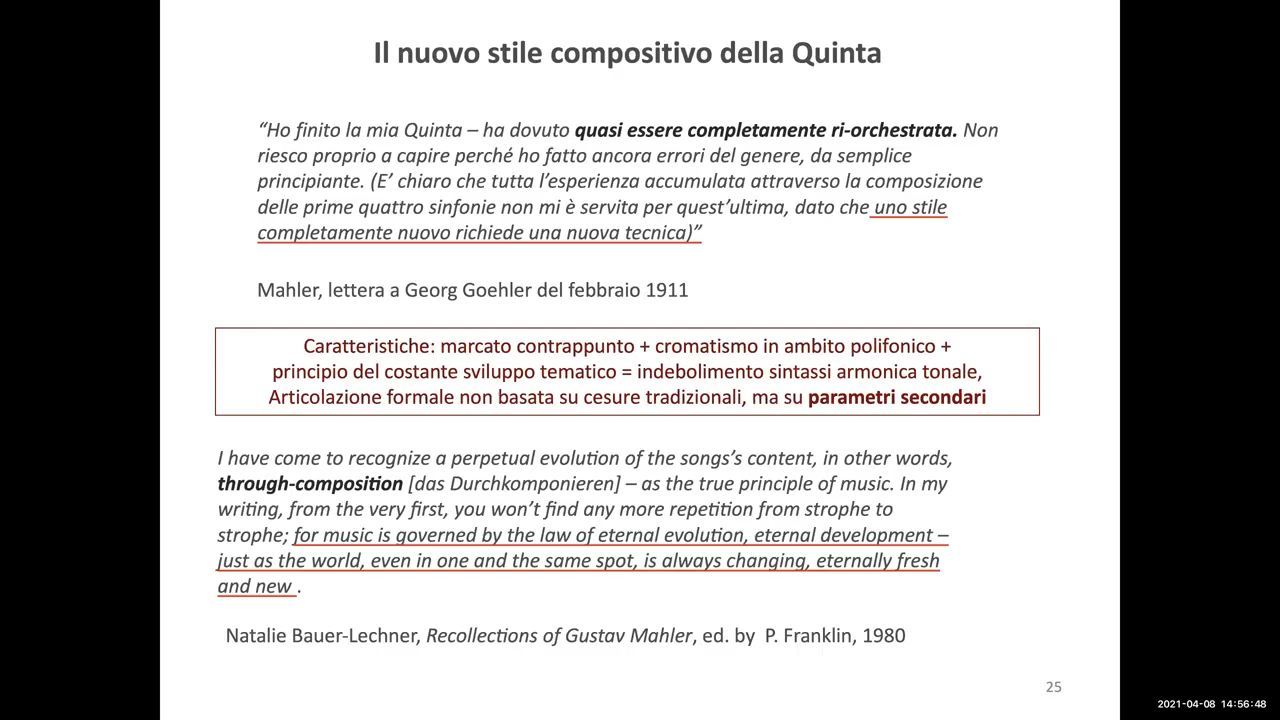 Il nuovo stile compositivo della Quinta
“Ho finito la mia Quinta – ha dovuto quasi essere completamente ri-orchestrata. Non
riesco proprio a capire perché ho fatto ancora errori del genere, da semplice
principiante. (E’ chiaro che tutta l’esperienza accumulata attraverso la composizione
delle prime quattro sinfonie non mi è servita per quest’ultima, dato che uno stile
completamente nuovo richiede una nuova tecnica)”
Mahler, lettera a Georg Goehler del febbraio 1911
Caratteristiche: marcato contrappunto + cromatismo in ambito polifonico +
principio del costante sviluppo tematico = indebolimento sintassi armonica tonale,
Articolazione formale non basata su cesure tradizionali, ma su parametri secondari
I have come to recognize a perpetual evolution of the songs’s content, in other words,
through-composition [das Durchkomponieren] – as the true principle of music. In my
writing, from the very first, you won’t find any more repetition from strophe to
strophe; for music is governed by the law of eternal evolution, eternal development –
just as the world, even in one and the same spot, is always changing, eternally fresh
and new .
Natalie Bauer-Lechner, Recollections of Gustav Mahler, ed. by P. Franklin, 1980
25
2021-04-08 14:56:48